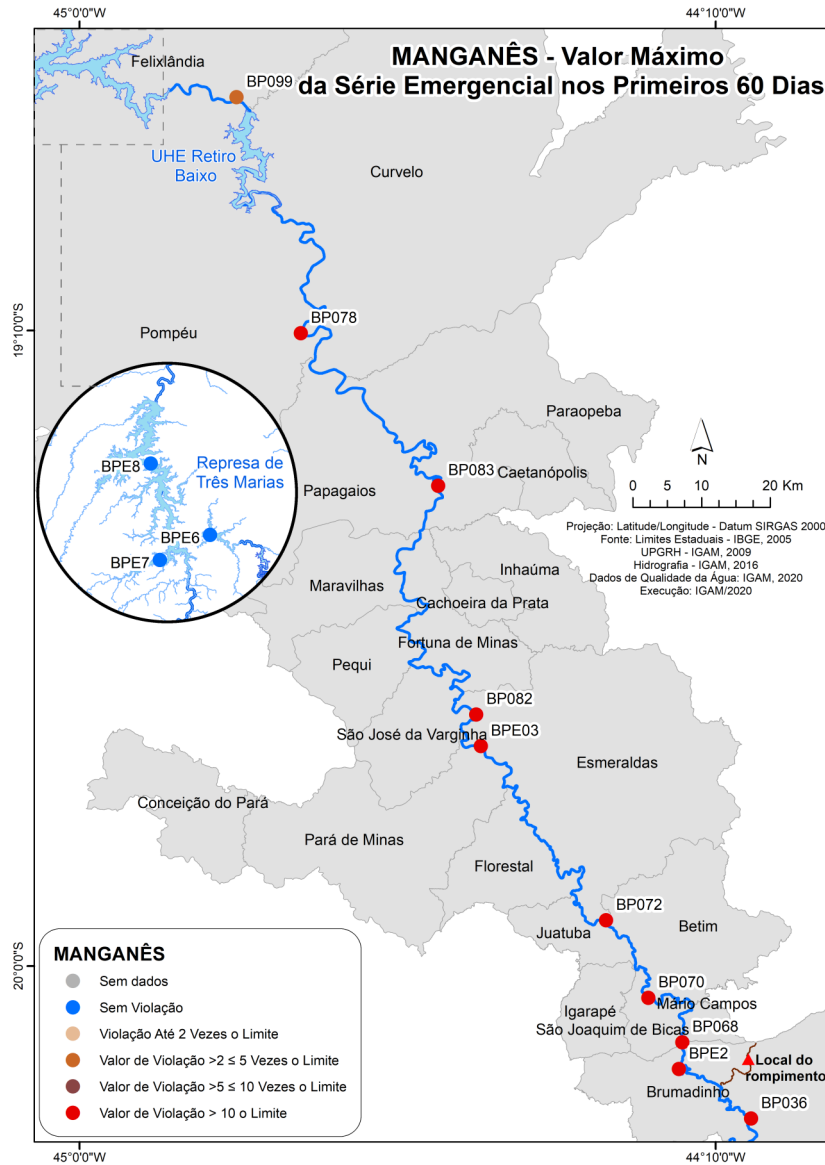 45°0'0"W
44°10'0"W
MANGANÊS - Valor Máximo
da Série Emergencial nos Primeiros 60 Dias
Felixlândia
BP099
UHE Retiro
Baixo
Curvelo
19°10'0"S
BP078
Pompéu
Paraopeba
BP083
Caetanópolis
Papagaios
BPE8
Represa de
Três Marias
BPE6
BPE7
N
0 5 10 20 Km
Projeção: Latitude/Longitude - Datum SIRGAS 2000
Fonte: Limites Estaduais - IBGE, 2005
UPGRH - IGAM, 2009
Hidrografia - IGAM, 2016
Dados de Qualidade da Água: IGAM, 2020
Execução: IGAM/2020
Inhaúma
Maravilhas
Cachoeira da Prata
Fortuna de Minas
Pequi
BP082
São José da Varginha
BPE03
Esmeraldas
Conceição do Pará
Pará de Minas
Florestal
BP072
Juatuba
Betim
20°0'0"S
BP070
Mário Campos
Igarapé
São Joaquim de Bicas
BP068
BPE2
Local do
rompimento
Brumadinho
BP036
MANGANÊS
Sem dados
Sem Violação
Violação Até 2 Vezes o Limite
Valor de Violação >2 ≤ 5 Vezes o Limite
Valor de Violação >5 ≤ 10 Vezes o Limite
Valor de Violação > 10 o Limite
45°0'0"W
44°10'0"W